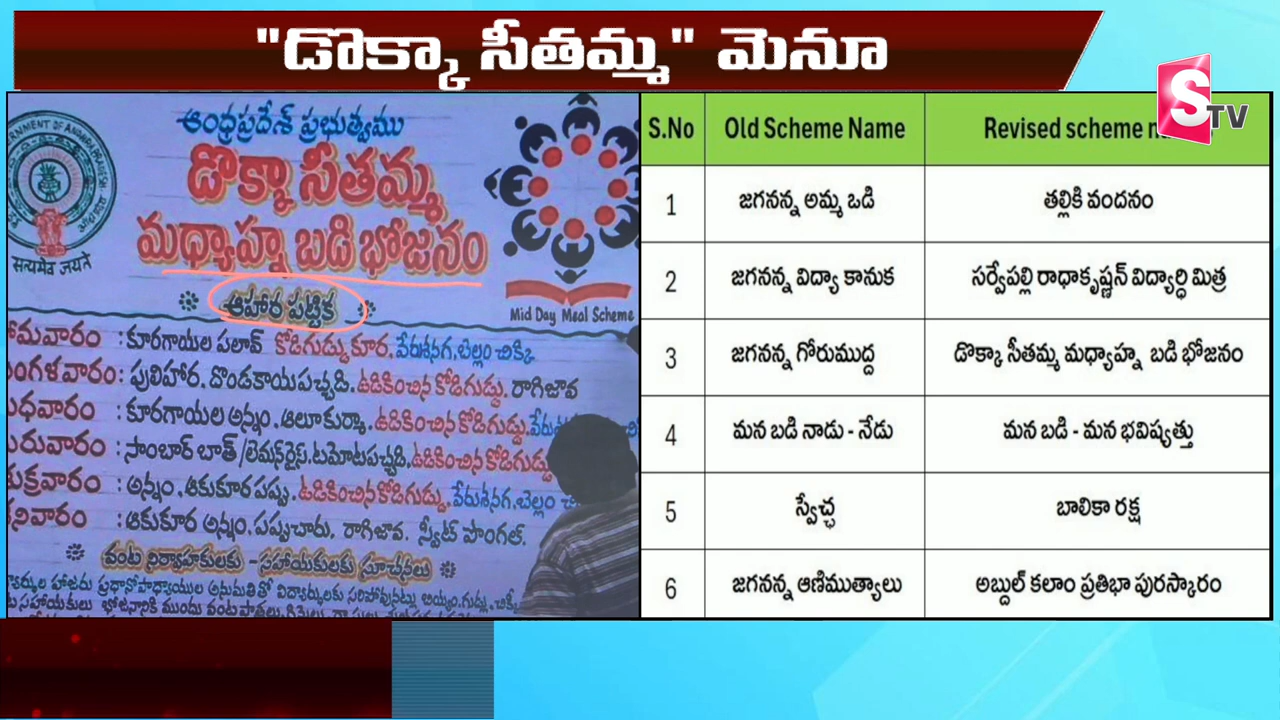 "డొక్కా సీతమ్మ" మెనూ
STV
ఆంధ్రప్రదేశ్ ప్రభుత్వము
డొక్కా సీతమ్మ
మధ్యాహ్న బడి భోజనం
సత్యమేవ జయతే
ఆహార పట్టిక
Mid Day Meal Scheme
: కూరగాయల పలావ్ కోడిగుడ్డు కూర, వేరుశనగ, బెల్లం చిక్కి
: పులిహార, దొండకాయ పచ్చడి, ఉడికించిన కోడిగుడ్డు, రాగిజావ
: కూరగాయల అన్నం, ఆలూకుర్మా, ఉడికించిన కోడిగుడ్డు,
: సాంబార్ బాత్/లెమన్‌రైస్, టమోటపచ్చడి, ఉడికించిన కోడిగుడ్డు
: అన్నం, ఆకుకూర పప్పు, ఉడికించిన కోడిగుడ్డు, వేరుశనగ, బెల్లం
: ఆకుకూర అన్నం, పప్పుచారు, రాగిజావ, స్వీట్ పొంగల్.
వంట నిర్వాహకులకు - సహాయకులకు సూచనలు
S.No Old Scheme Name Revised scheme
1 జగనన్న అమ్మ ఒడి తల్లికి వందనం
2 జగనన్న విద్యా కానుక సర్వేపల్లి రాధాకృష్ణన్ విద్యార్ధి మిత్ర
3 జగనన్న గోరుముద్ద డొక్కా సీతమ్మ మధ్యాహ్న బడి భోజనం
4 మన బడి నాడు - నేడు మన బడి - మన భవిష్యత్తు
5 స్వేచ్ఛ బాలికా రక్ష
6 జగనన్న ఆణిముత్యాలు అబ్దుల్ కలాం ప్రతిభా పురస్కారం